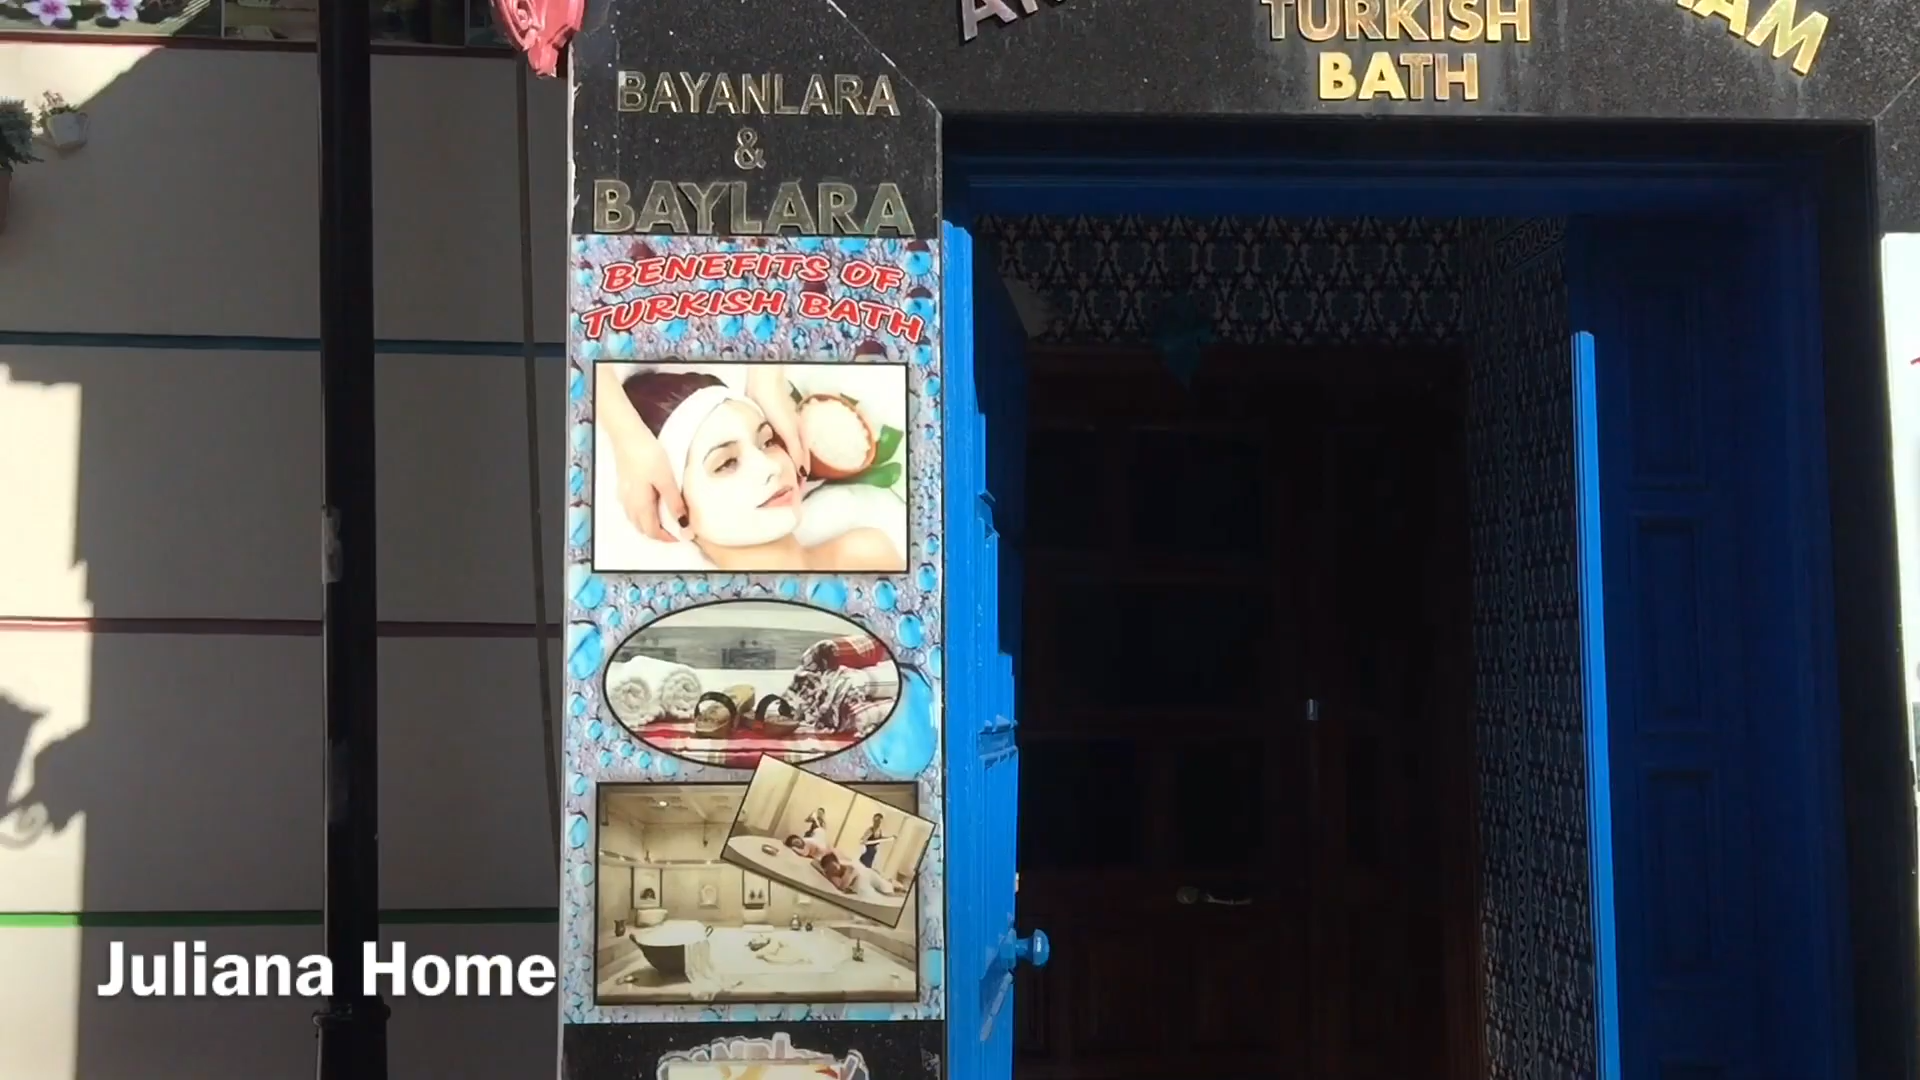 TURKISH
BATH
BAYANLARA
&
BAYLARA
BENEFITS OF
TURKISH BATH
Juliana Home